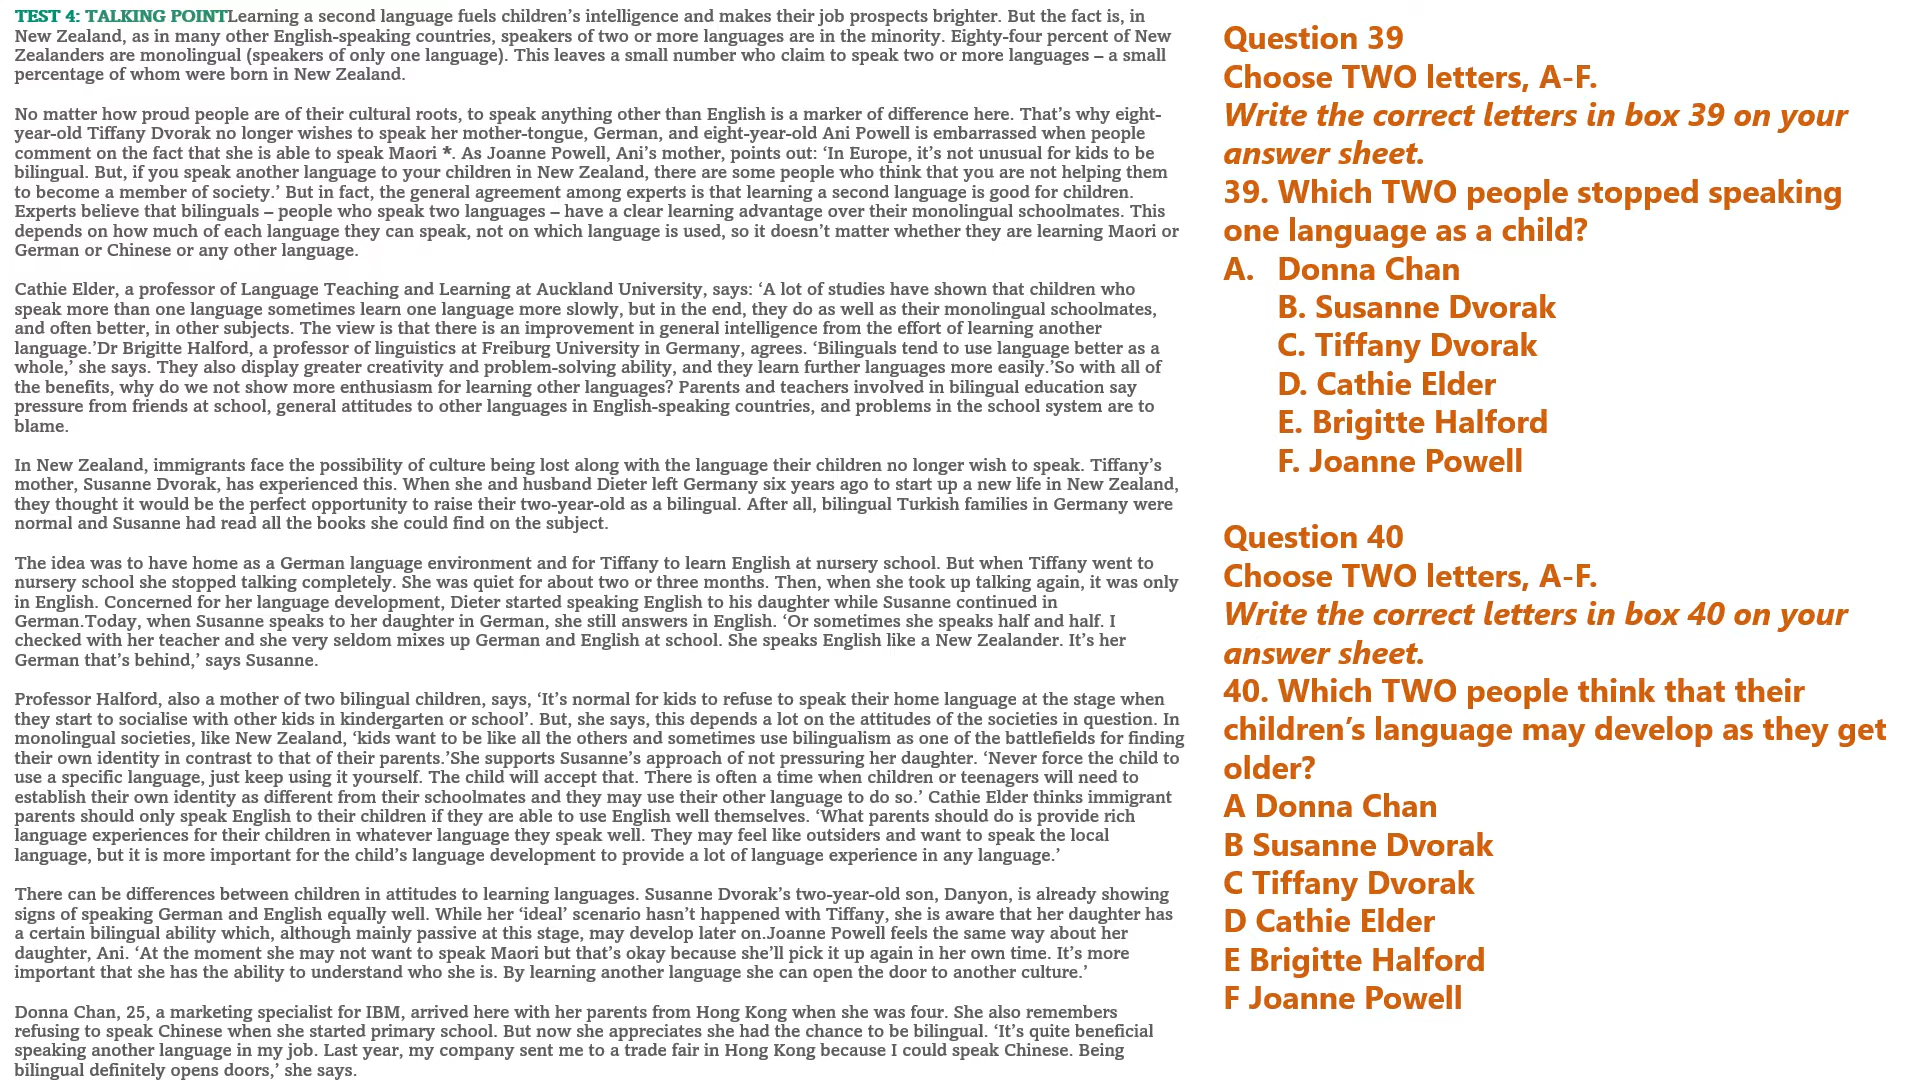 TEST 4: TALKING POINTLearning a second language fuels children’s intelligence and makes their job prospects brighter. But the fact is, in
New Zealand, as in many other English-speaking countries, speakers of two or more languages are in the minority. Eighty-four percent of New
Zealanders are monolingual (speakers of only one language). This leaves a small number who claim to speak two or more languages – a small
percentage of whom were born in New Zealand.
No matter how proud people are of their cultural roots, to speak anything other than English is a marker of difference here. That’s why eight-
year-old Tiffany Dvorak no longer wishes to speak her mother-tongue, German, and eight-year-old Ani Powell is embarrassed when people
comment on the fact that she is able to speak Maori *. As Joanne Powell, Ani’s mother, points out: ‘In Europe, it’s not unusual for kids to be
bilingual. But, if you speak another language to your children in New Zealand, there are some people who think that you are not helping them
to become a member of society.’ But in fact, the general agreement among experts is that learning a second language is good for children.
Experts believe that bilinguals – people who speak two languages – have a clear learning advantage over their monolingual schoolmates. This
depends on how much of each language they can speak, not on which language is used, so it doesn’t matter whether they are learning Maori or
German or Chinese or any other language.
Cathie Elder, a professor of Language Teaching and Learning at Auckland University, says: ‘A lot of studies have shown that children who
speak more than one language sometimes learn one language more slowly, but in the end, they do as well as their monolingual schoolmates,
and often better, in other subjects. The view is that there is an improvement in general intelligence from the effort of learning another
language.’Dr Brigitte Halford, a professor of linguistics at Freiburg University in Germany, agrees. ‘Bilinguals tend to use language better as a
whole,’ she says. They also display greater creativity and problem-solving ability, and they learn further languages more easily.’So with all of
the benefits, why do we not show more enthusiasm for learning other languages? Parents and teachers involved in bilingual education say
pressure from friends at school, general attitudes to other languages in English-speaking countries, and problems in the school system are to
blame.
In New Zealand, immigrants face the possibility of culture being lost along with the language their children no longer wish to speak. Tiffany’s
mother, Susanne Dvorak, has experienced this. When she and husband Dieter left Germany six years ago to start up a new life in New Zealand,
they thought it would be the perfect opportunity to raise their two-year-old as a bilingual. After all, bilingual Turkish families in Germany were
normal and Susanne had read all the books she could find on the subject.
The idea was to have home as a German language environment and for Tiffany to learn English at nursery school. But when Tiffany went to
nursery school she stopped talking completely. She was quiet for about two or three months. Then, when she took up talking again, it was only
in English. Concerned for her language development, Dieter started speaking English to his daughter while Susanne continued in
German.Today, when Susanne speaks to her daughter in German, she still answers in English. ‘Or sometimes she speaks half and half. I
checked with her teacher and she very seldom mixes up German and English at school. She speaks English like a New Zealander. It’s her
German that’s behind,’ says Susanne.
Professor Halford, also a mother of two bilingual children, says, ‘It’s normal for kids to refuse to speak their home language at the stage when
they start to socialise with other kids in kindergarten or school’. But, she says, this depends a lot on the attitudes of the societies in question. In
monolingual societies, like New Zealand, ‘kids want to be like all the others and sometimes use bilingualism as one of the battlefields for finding
their own identity in contrast to that of their parents.’She supports Susanne’s approach of not pressuring her daughter. ‘Never force the child to
use a specific language, just keep using it yourself. The child will accept that. There is often a time when children or teenagers will need to
establish their own identity as different from their schoolmates and they may use their other language to do so.’ Cathie Elder thinks immigrant
parents should only speak English to their children if they are able to use English well themselves. ‘What parents should do is provide rich
language experiences for their children in whatever language they speak well. They may feel like outsiders and want to speak the local
language, but it is more important for the child’s language development to provide a lot of language experience in any language.’
There can be differences between children in attitudes to learning languages. Susanne Dvorak’s two-year-old son, Danyon, is already showing
signs of speaking German and English equally well. While her ‘ideal’ scenario hasn’t happened with Tiffany, she is aware that her daughter has
a certain bilingual ability which, although mainly passive at this stage, may develop later on.Joanne Powell feels the same way about her
daughter, Ani. ‘At the moment she may not want to speak Maori but that’s okay because she’ll pick it up again in her own time. It’s more
important that she has the ability to understand who she is. By learning another language she can open the door to another culture.’
Donna Chan, 25, a marketing specialist for IBM, arrived here with her parents from Hong Kong when she was four. She also remembers
refusing to speak Chinese when she started primary school. But now she appreciates she had the chance to be bilingual. ‘It’s quite beneficial
speaking another language in my job. Last year, my company sent me to a trade fair in Hong Kong because I could speak Chinese. Being
bilingual definitely opens doors,’ she says.
Question 39
Choose TWO letters, A-F.
Write the correct letters in box 39 on your
answer sheet.
39. Which TWO people stopped speaking
one language as a child?
A. Donna Chan
B. Susanne Dvorak
C. Tiffany Dvorak
D. Cathie Elder
E. Brigitte Halford
F. Joanne Powell
Question 40
Choose TWO letters, A-F.
Write the correct letters in box 40 on your
answer sheet.
40. Which TWO people think that their
children’s language may develop as they get
older?
A Donna Chan
B Susanne Dvorak
C Tiffany Dvorak
D Cathie Elder
E Brigitte Halford
F Joanne Powell